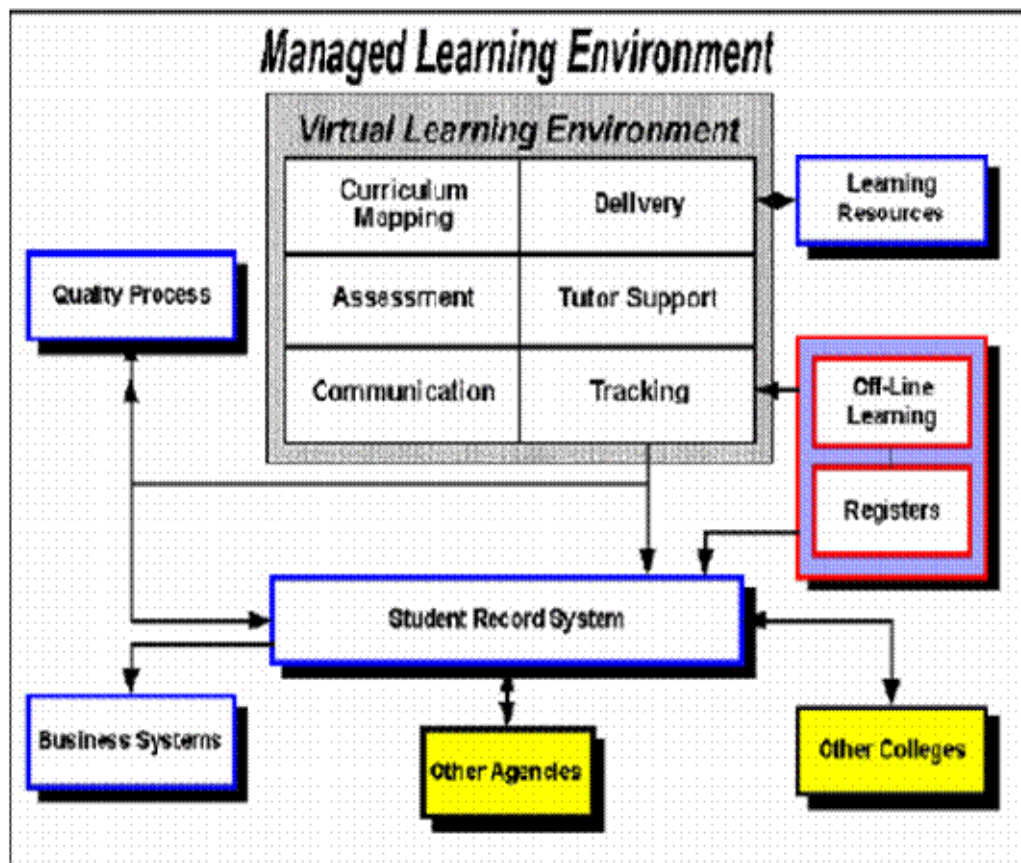 Managed Learning Environment
Virtual Learning Environment
Curriculum
Mapping
Delivery
Learning
Resources
Quality Process
Assessment
Tutor Support
Communication
Tracking
Off-Line
Learning
Registers
Student Record System
Business Systems
Other Agencies
Other Colleges